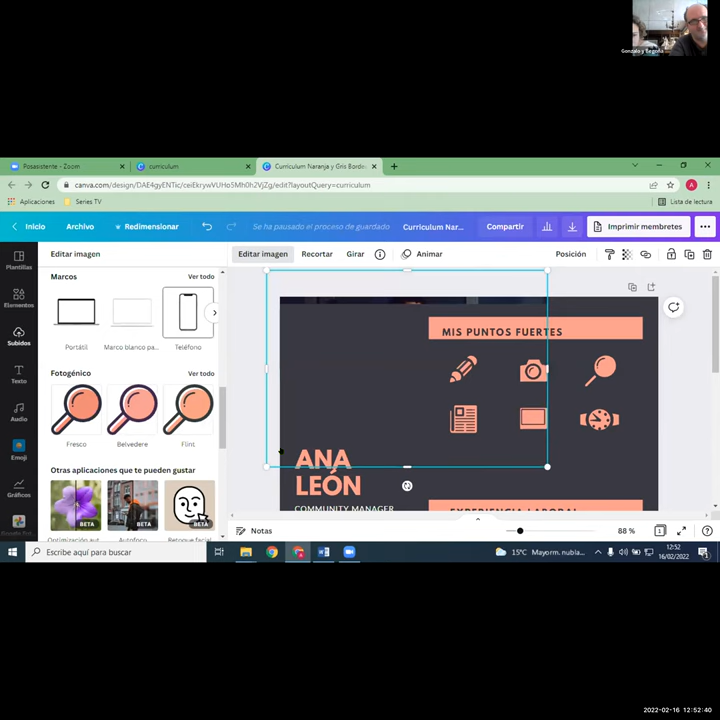 Gonzalo y Begoña
Posasistente - Zoom
curriculum
Curriculum Naranja y Gris Bordin
canva.com/design/DAE4gyENTic/ceiEkrywVUHo5Mh0h2VjZg/edit?layoutQuery=curriculum
Aplicaciones
Series TV
Lista de lectura
Inicio
Archivo
Redimensionar
Se ha pausado el proceso de guardado
Curriculum Nar...
Compartir
Imprimir membretes
Editar imagen
Editar imagen
Recortar
Girar
Animar
Posición
Plantillas
Elementos
Subidos
Texto
Audio
Emoji
Gráficos
Marcos
Ver todo
Portátil
Marco blanco pa...
Teléfono
Fotogénico
Ver todo
Fresco
Belvedere
Flint
Otras aplicaciones que te pueden gustar
BETA
BETA
BETA
MIS PUNTOS FUERTES
ANA
LEÓN
COMMUNITY MANAGER
EXPERIENCIA LABORAL
Notas
88 %
1
Escribe aquí para buscar
15°C Mayorm. nubla...
12:52
16/02/2022
2022-02-16 12:52:40